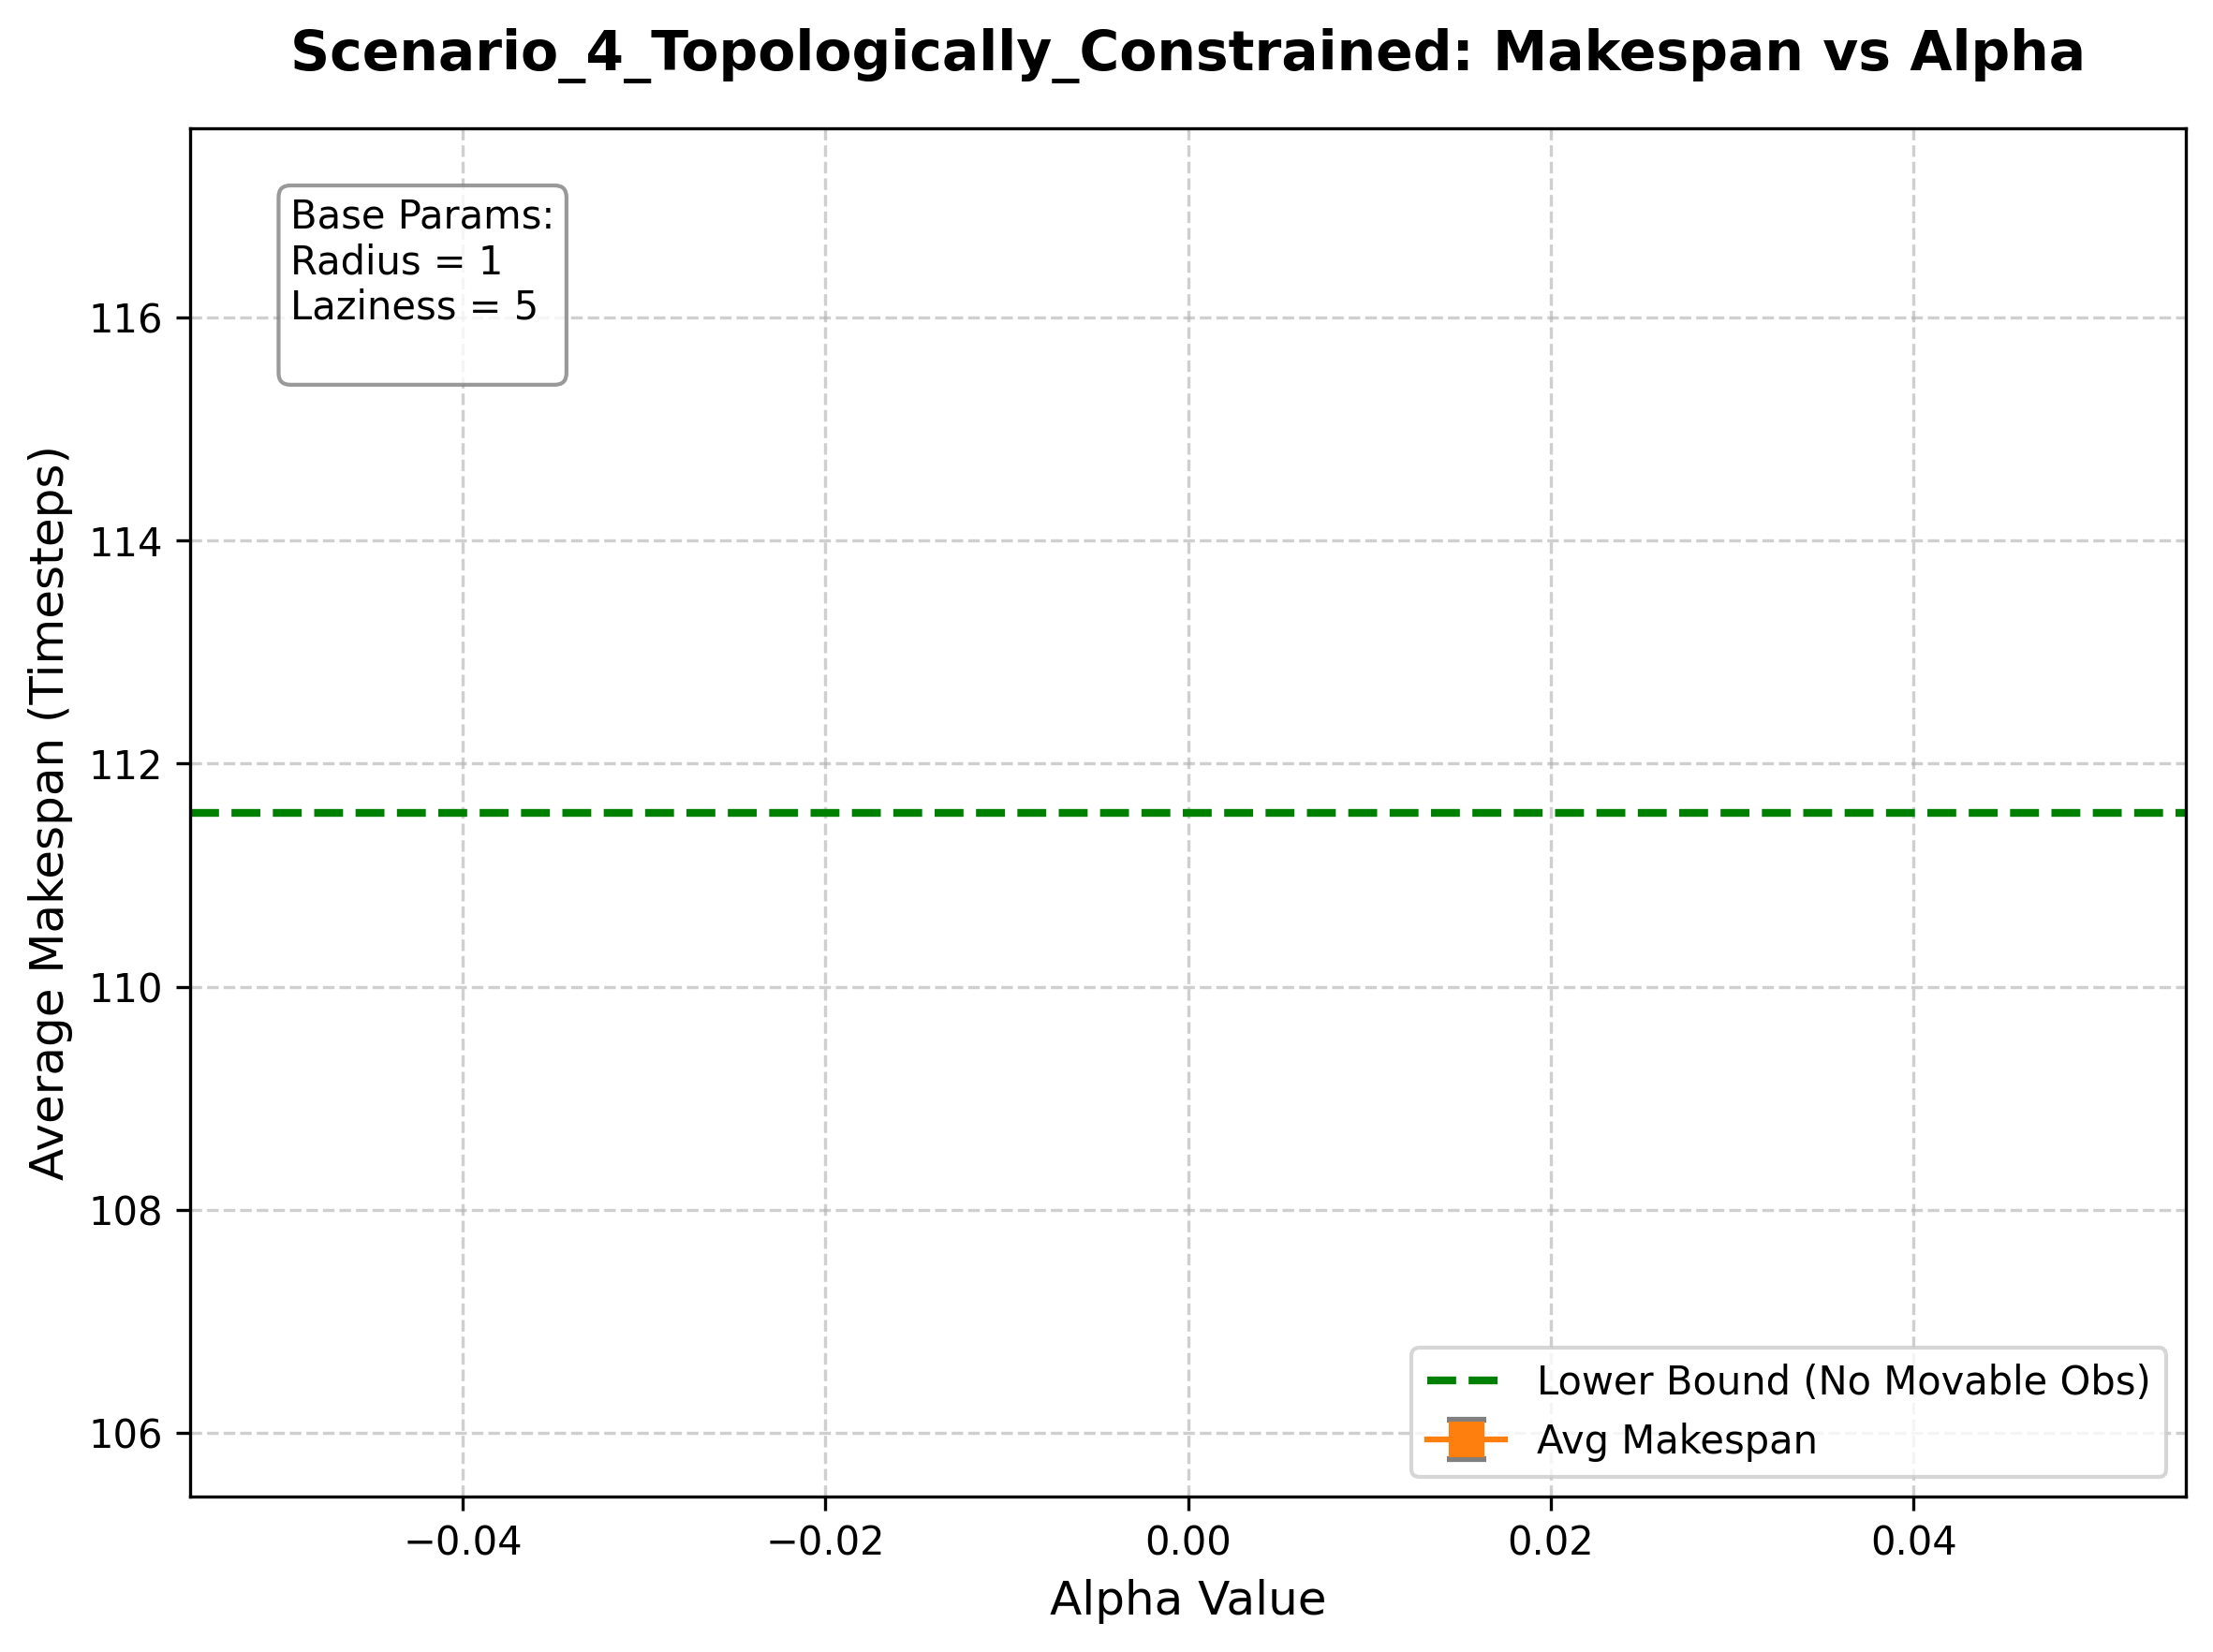 Scenario_4_Topologically_Constrained: Makespan vs Alpha
Base Params:
Radius = 1
Laziness = 5
Average Makespan (Timesteps)
116
114
112
110
108
106
Lower Bound (No Movable Obs)
Avg Makespan
−0.04
−0.02
0.00
0.02
0.04
Alpha Value